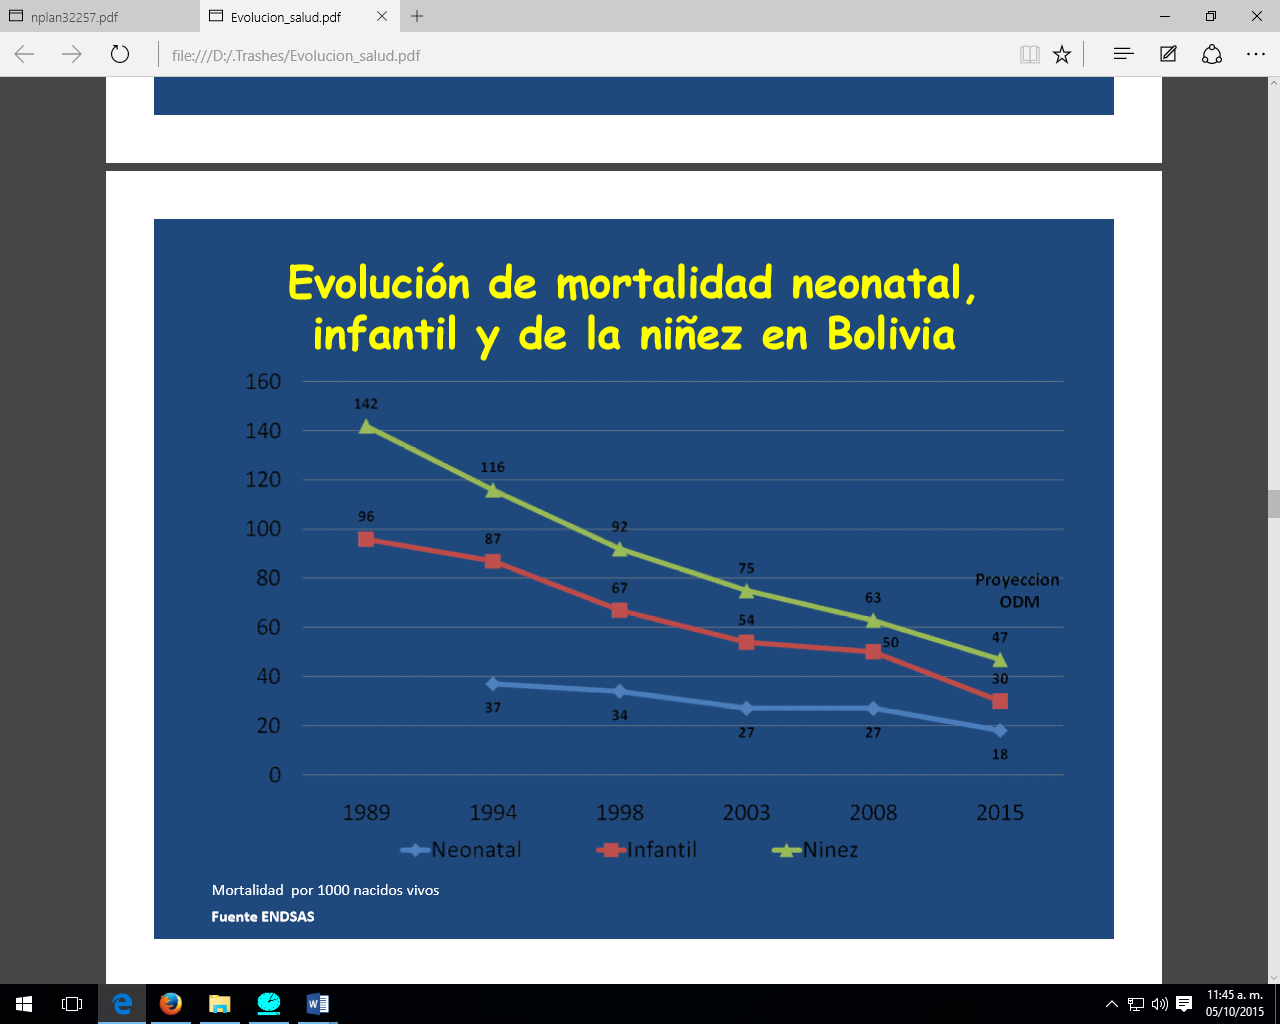 nplan32257.pdf
Evolucion_salud.pdf
file:///D:/.Trashes/Evolucion_salud.pdf
Evolución de mortalidad neonatal,
infantil y de la niñez en Bolivia
160
140
120
100
80
60
40
20
0
142
116
92
75
63
47
96
87
67
54
50
30
37
34
27
27
18
Proyeccion
ODM
1989 1994 1998 2003 2008 2015
Neonatal Infantil Ninez
Mortalidad por 1000 nacidos vivos
Fuente ENDSAS
11:45 a. m.
05/10/2015